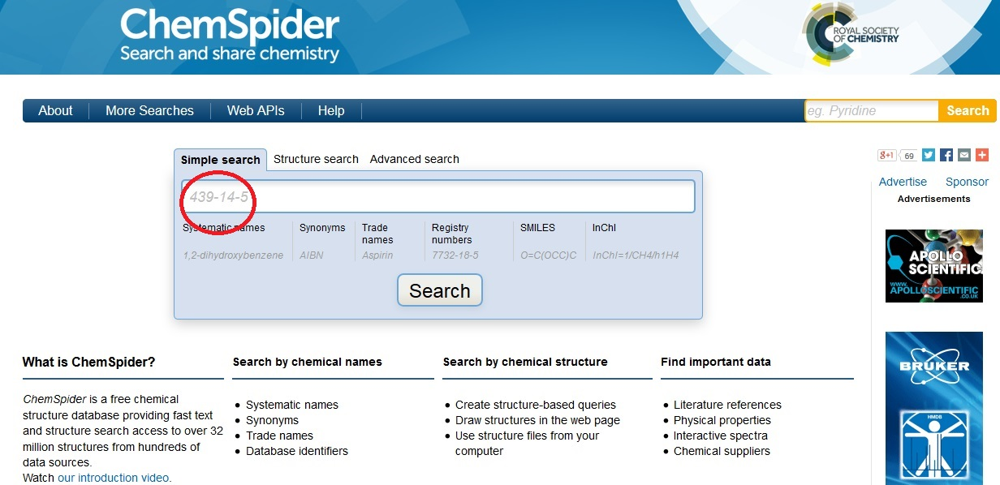 ChemSpider
Search and share chemistry
ROYAL SOCIETY
OF CHEMISTRY
About
More Searches
Web APIs
Help
eg. Pyridine
Search
Simple search
Structure search
Advanced search
439-14-5
Systematic names
Synonyms
Trade
names
Registry
numbers
SMILES
InChI
1,2-dihydroxybenzene
AIBN
Aspirin
7732-18-5
O=C(OCC)C
InChI=1/CH4/h1H4
Search
g+1
69
Advertise
Sponsor
Advertisements
APOLLO
SCIENTIFIC
WWW.
APOLLOSCIENTIFIC
.CO.UK
BRUKER
HMDB
What is ChemSpider?
ChemSpider is a free chemical
structure database providing fast text
and structure search access to over 32
million structures from hundreds of
data sources.
Watch our introduction video.
Search by chemical names
• Systematic names
• Synonyms
• Trade names
• Database identifiers
Search by chemical structure
• Create structure-based queries
• Draw structures in the web page
• Use structure files from your
computer
Find important data
• Literature references
• Physical properties
• Interactive spectra
• Chemical suppliers